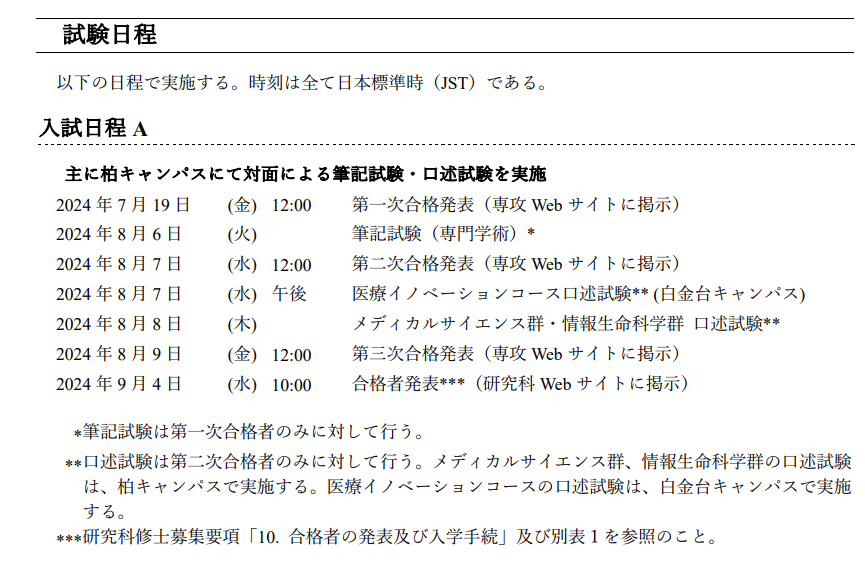 試験日程
以下の日程で実施する。時刻は全て日本標準時（JST）である。
入試日程 A
主に柏キャンパスにて対面による筆記試験・口述試験を実施
2024 年 7 月 19 日 (金) 12:00 第一次合格発表（専攻 Web サイトに掲示）
2024 年 8 月 6 日 (火) 筆記試験（専門学術）*
2024 年 8 月 7 日 (水) 12:00 第二次合格発表（専攻 Web サイトに掲示）
2024 年 8 月 7 日 (水) 午後 医療イノベーションコース口述試験** (白金台キャンパス)
2024 年 8 月 8 日 (木) メディカルサイエンス群・情報生命科学群 口述試験**
2024 年 8 月 9 日 (金) 12:00 第三次合格発表（専攻 Web サイトに掲示）
2024 年 9 月 4 日 (水) 10:00 合格者発表***（研究科 Web サイトに掲示）
*筆記試験は第一次合格者のみに対して行う。
**口述試験は第二次合格者のみに対して行う。メディカルサイエンス群、情報生命科学群の口述試験
は、柏キャンパスで実施する。医療イノベーションコースの口述試験は、白金台キャンパスで実施
する。
***研究科修士募集要項「10. 合格者の発表及び入学手続」及び別表 1 を参照のこと。